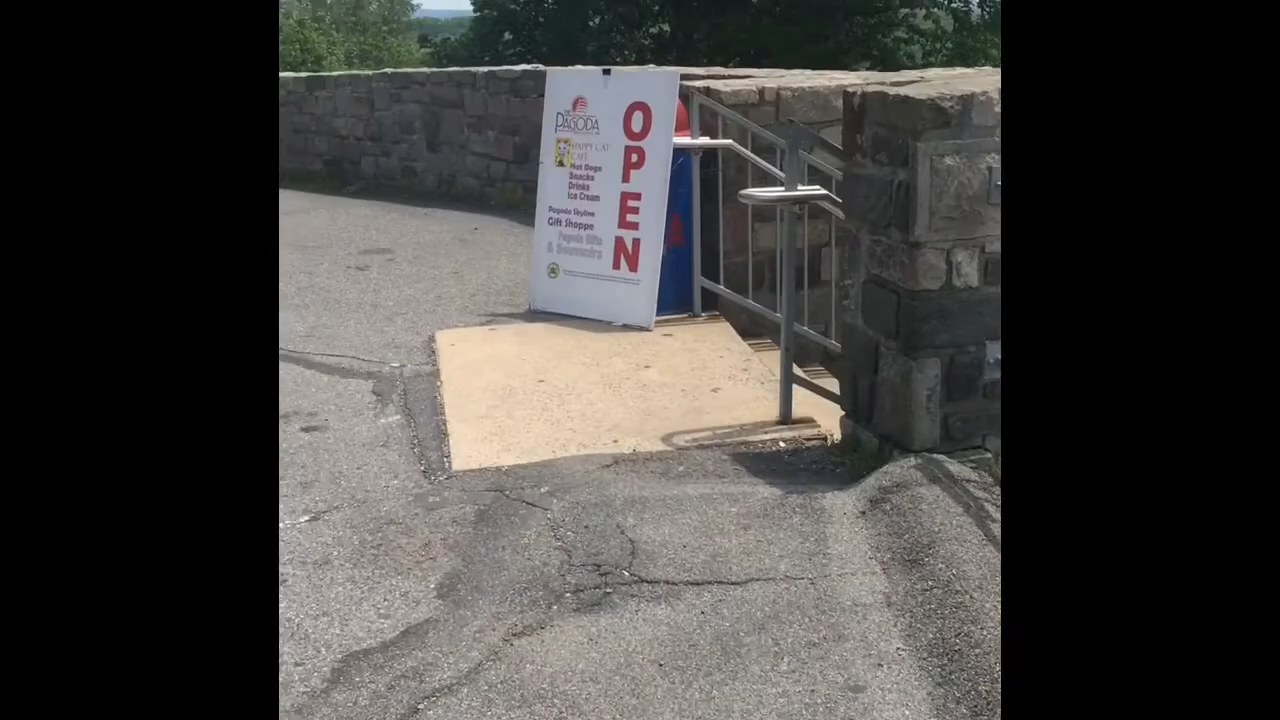 THE
PAGODA
HAPPY CAT
CAFE
Hot Dogs
Snacks
Drinks
Ice Cream
Pagoda Skyline
Gift Shoppe
Pagoda Gifts
& Souvenirs
OPEN